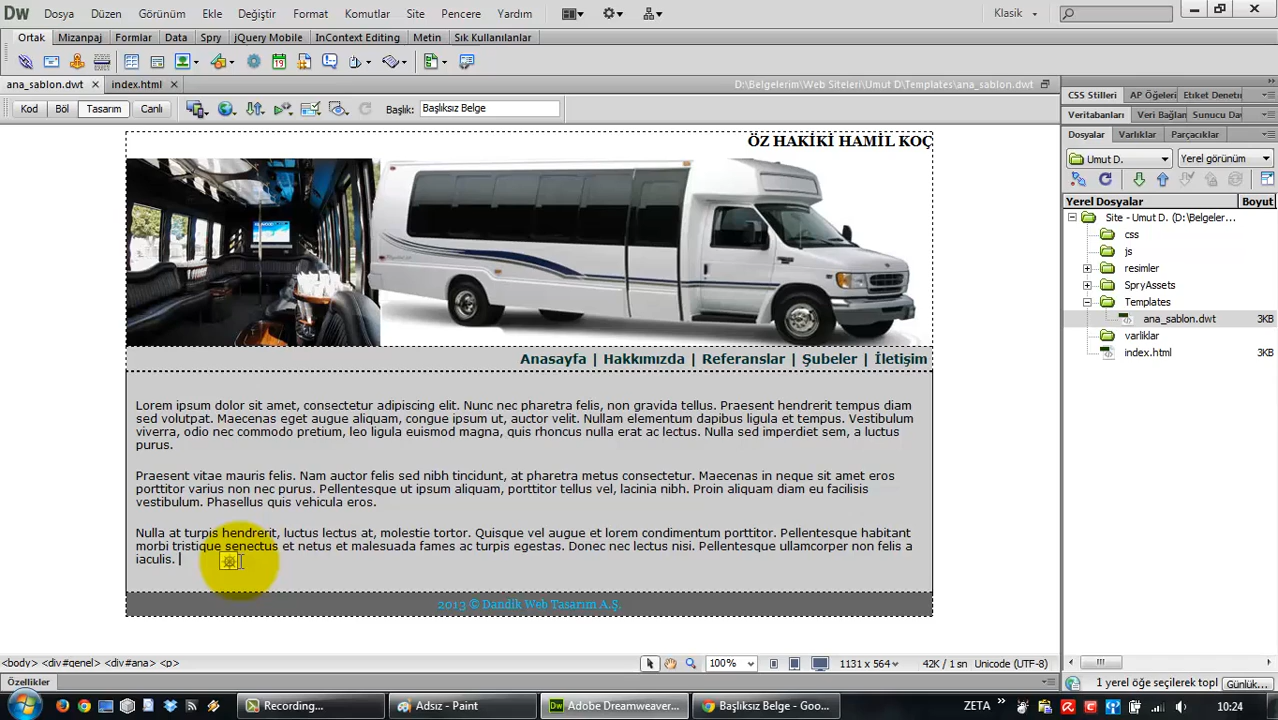 Dw Dosya Düzen Görünüm Ekle Değiştir Format Komutlar Site Pencere Yardım Klasik
Ortak Mizanpaj Formlar Data Spry jQuery Mobile InContext Editing Metin Sık Kullanılanlar
ana_sablon.dwt index.html D:\Belgelerim\Web Siteleri\Umut D.\Templates\ana_sablon.dwt
Kod Böl Tasarım Canlı Başlık: Başlıksız Belge
ÖZ HAKİKİ HAMİL KOÇ
Anasayfa | Hakkımızda | Referanslar | Şubeler | İletişim
Lorem ipsum dolor sit amet, consectetur adipiscing elit. Nunc nec pharetra felis, non gravida tellus. Praesent hendrerit tempus diam
sed volutpat. Maecenas eget augue aliquam, congue ipsum ut, auctor velit. Nullam elementum dapibus ligula et tempus. Vestibulum
viverra, odio nec commodo pretium, leo ligula euismod magna, quis rhoncus nulla erat ac lectus. Nulla sed imperdiet sem, a luctus
purus.
Praesent vitae mauris felis. Nam auctor felis sed nibh tincidunt, at pharetra metus consectetur. Maecenas in neque sit amet eros
porttitor varius non nec purus. Pellentesque ut ipsum aliquam, porttitor tellus vel, lacinia nibh. Proin aliquam diam eu facilisis
vestibulum. Phasellus quis vehicula eros.
Nulla at turpis hendrerit, luctus lectus at, molestie tortor. Quisque vel augue et lorem condimentum porttitor. Pellentesque habitant
morbi tristique senectus et netus et malesuada fames ac turpis egestas. Donec nec lectus nisi. Pellentesque ullamcorper non felis a
iaculis.
2013 © Dandik Web Tasarım A.Ş.
CSS Stilleri AP Öğeleri Etiket Denetm
Veritabanları Veri Bağlan Sunucu Da
Dosyalar Varlıklar Parçacıklar
Umut D. Yerel görünüm
Yerel Dosyalar Boyut
Site - Umut D. (D:\Belgeler...
css
js
resimler
SpryAssets
Templates
ana_sablon.dwt 3KB
varliklar
index.html 3KB
<body> <div#genel> <div#ana> <p> 100% 1131 x 564 42K / 1 sn Unicode (UTF-8)
Özellikler 1 yerel öğe seçilerek topl Günlük...
Recording... Adsız - Paint Adobe Dreamweaver... Başlıksız Belge - Goo... ZETA 10:24